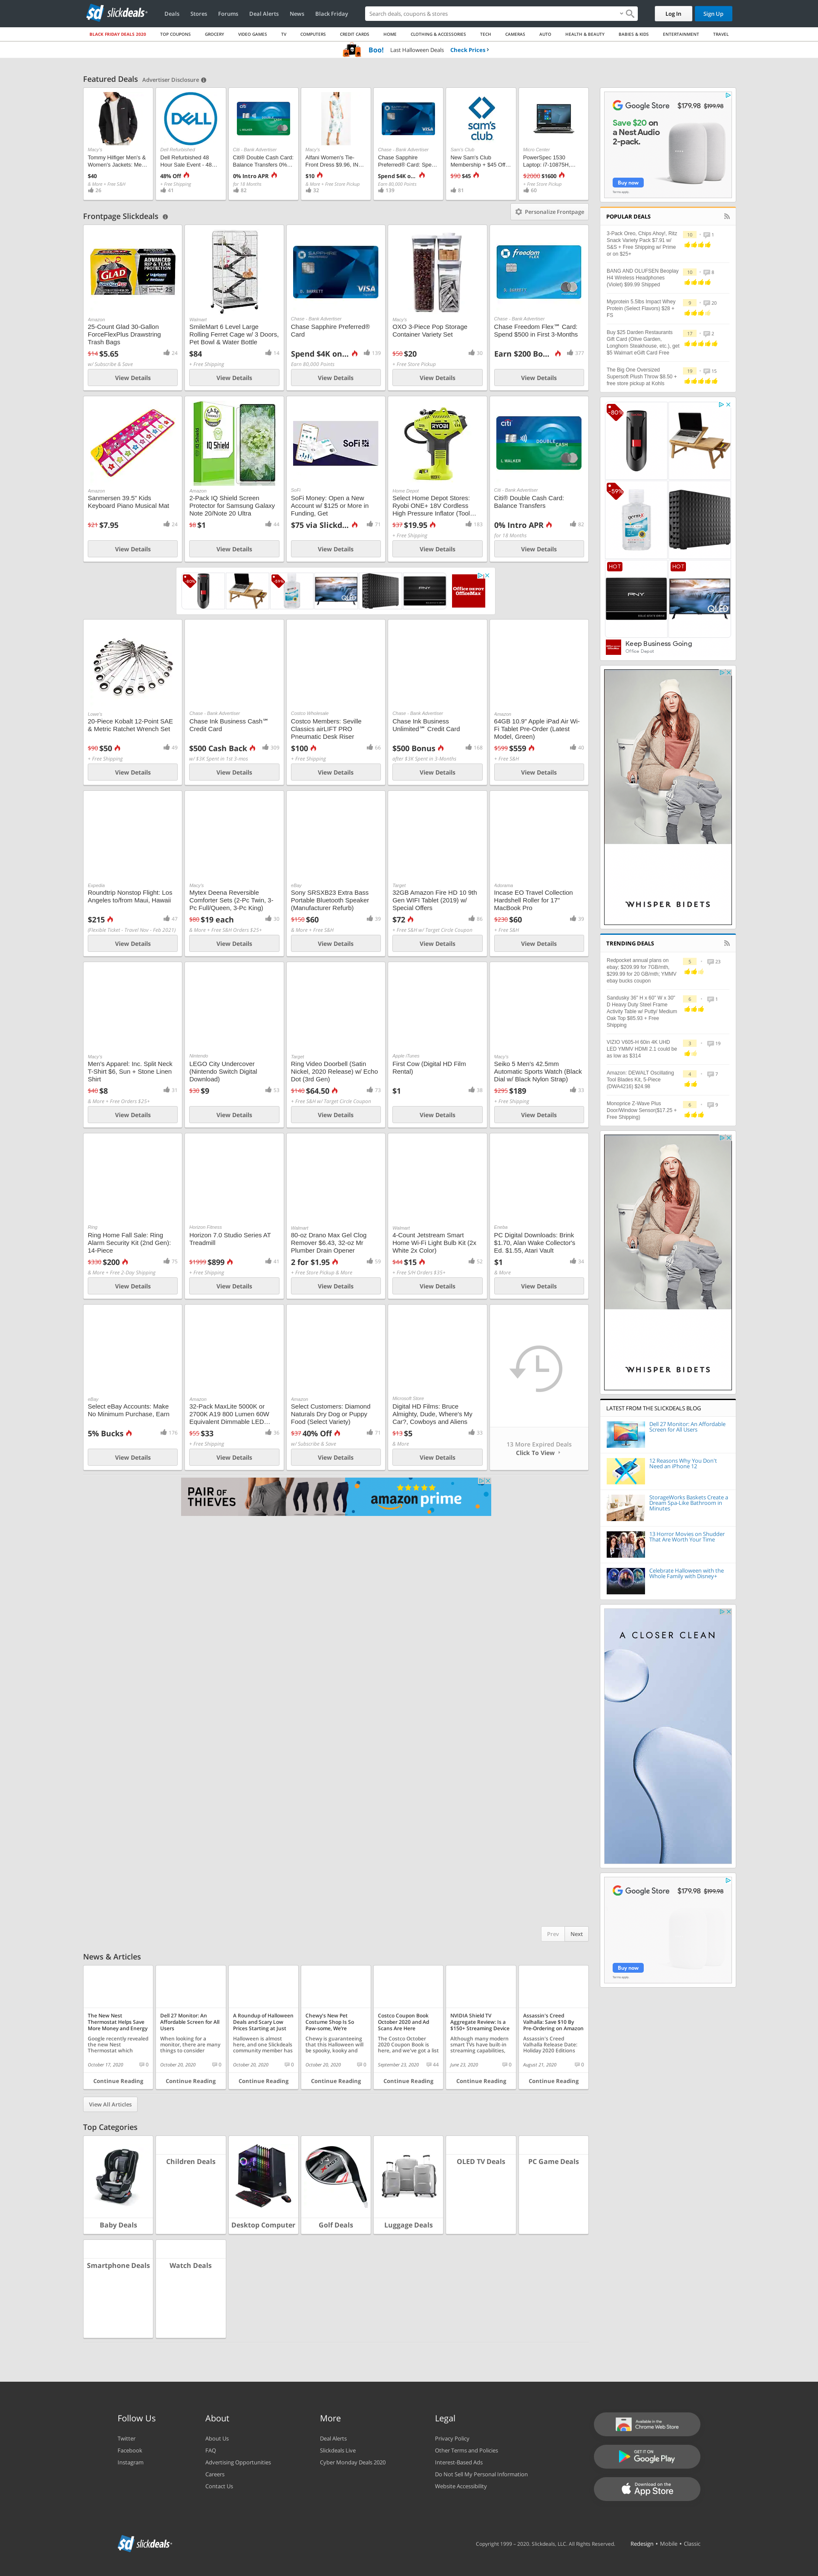 slickdeals
Deals Stores Forums Deal Alerts News Black Friday
Search deals, coupons & stores
Log In Sign Up
BLACK FRIDAY DEALS 2020 TOP COUPONS GROCERY VIDEO GAMES TV COMPUTERS CREDIT CARDS HOME CLOTHING & ACCESSORIES TECH CAMERAS AUTO HEALTH & BEAUTY BABIES & KIDS ENTERTAINMENT TRAVEL
Boo! Last Halloween Deals Check Prices
Featured Deals Advertiser Disclosure
Macy's
Tommy Hilfiger Men's & Women's Jackets: Me...
$40
& More + Free S&H
26
Dell Refurbished
Dell Refurbished 48 Hour Sale Event - 48...
48% Off
+ Free Shipping
41
Citi - Bank Advertiser
Citi® Double Cash Card: Balance Transfers 0%...
0% Intro APR
for 18 Months
82
Macy's
Alfani Women's Tie-Front Dress $9.96, IN...
$10
& More + Free Store Pickup
32
Chase - Bank Advertiser
Chase Sapphire Preferred® Card: Spe...
Spend $4K o...
Earn 80,000 Points
139
Sam's Club
New Sam's Club Membership + $45 Off...
$90 $45
81
Micro Center
PowerSpec 1530 Laptop: i7-10875H,...
$2000 $1600
+ Free Store Pickup
60
Frontpage Slickdeals
Personalize Frontpage
Amazon
25-Count Glad 30-Gallon ForceFlexPlus Drawstring Trash Bags
$14 $5.65
24
w/ Subscribe & Save
View Details
Walmart
SmileMart 6 Level Large Rolling Ferret Cage w/ 3 Doors, Pet Bowl & Water Bottle
$84
14
+ Free Shipping
View Details
Chase - Bank Advertiser
Chase Sapphire Preferred® Card
Spend $4K on...
139
Earn 80,000 Points
View Details
Macy's
OXO 3-Piece Pop Storage Container Variety Set
$50 $20
30
+ Free Store Pickup
View Details
Chase - Bank Advertiser
Chase Freedom Flex℠ Card: Spend $500 in First 3-Months
Earn $200 Bo...
377
View Details
Amazon
Sanmersen 39.5" Kids Keyboard Piano Musical Mat
$21 $7.95
24
View Details
Amazon
2-Pack IQ Shield Screen Protector for Samsung Galaxy Note 20/Note 20 Ultra
$8 $1
44
View Details
SoFi
SoFi Money: Open a New Account w/ $125 or More in Funding, Get
$75 via Slickd...
71
View Details
Home Depot
Select Home Depot Stores: Ryobi ONE+ 18V Cordless High Pressure Inflator (Tool...
$37 $19.95
183
+ Free Shipping
View Details
Citi - Bank Advertiser
Citi® Double Cash Card: Balance Transfers
0% Intro APR
82
for 18 Months
View Details
Lowe's
20-Piece Kobalt 12-Point SAE & Metric Ratchet Wrench Set
$90 $50
49
+ Free Shipping
View Details
Chase - Bank Advertiser
Chase Ink Business Cash℠ Credit Card
$500 Cash Back
309
w/ $3K Spent in 1st 3-mos
View Details
Costco Wholesale
Costco Members: Seville Classics airLIFT PRO Pneumatic Desk Riser
$100
66
+ Free Shipping
View Details
Chase - Bank Advertiser
Chase Ink Business Unlimited℠ Credit Card
$500 Bonus
168
after $3K Spent in 3-Months
View Details
Amazon
64GB 10.9" Apple iPad Air Wi-Fi Tablet Pre-Order (Latest Model, Green)
$599 $559
40
+ Free S&H
View Details
Expedia
Roundtrip Nonstop Flight: Los Angeles to/from Maui, Hawaii
$215
47
(Flexible Ticket - Travel Nov - Feb 2021)
View Details
Macy's
Mytex Deena Reversible Comforter Sets (2-Pc Twin, 3-Pc Full/Queen, 3-Pc King)
$80 $19 each
30
& More + Free S&H Orders $25+
View Details
eBay
Sony SRSXB23 Extra Bass Portable Bluetooth Speaker (Manufacturer Refurb)
$150 $60
39
& More + Free S&H
View Details
Target
32GB Amazon Fire HD 10 9th Gen WIFI Tablet (2019) w/ Special Offers
$72
86
+ Free S&H w/ Target Circle Coupon
View Details
Adorama
Incase EO Travel Collection Hardshell Roller for 17" MacBook Pro
$230 $60
39
+ Free S&H
View Details
Macy's
Men's Apparel: Inc. Split Neck T-Shirt $6, Sun + Stone Linen Shirt
$40 $8
31
& More + Free Orders $25+
View Details
Nintendo
LEGO City Undercover (Nintendo Switch Digital Download)
$30 $9
53
View Details
Target
Ring Video Doorbell (Satin Nickel, 2020 Release) w/ Echo Dot (3rd Gen)
$140 $64.50
73
+ Free S&H w/ Target Circle Coupon
View Details
Apple iTunes
First Cow (Digital HD Film Rental)
$1
38
View Details
Macy's
Seiko 5 Men's 42.5mm Automatic Sports Watch (Black Dial w/ Black Nylon Strap)
$295 $189
33
+ Free Shipping
View Details
Ring
Ring Home Fall Sale: Ring Alarm Security Kit (2nd Gen): 14-Piece
$330 $200
75
& More + Free 2-Day Shipping
View Details
Horizon Fitness
Horizon 7.0 Studio Series AT Treadmill
$1999 $899
41
+ Free Shipping
View Details
Walmart
80-oz Drano Max Gel Clog Remover $6.43, 32-oz Mr Plumber Drain Opener
2 for $1.95
59
+ Free Store Pickup & More
View Details
Walmart
4-Count Jetstream Smart Home Wi-Fi Light Bulb Kit (2x White 2x Color)
$44 $15
52
+ Free S/H Orders $35+
View Details
Eneba
PC Digital Downloads: Brink $1.70, Alan Wake Collector's Ed. $1.55, Atari Vault
$1
34
& More
View Details
eBay
Select eBay Accounts: Make No Minimum Purchase, Earn
5% Bucks
176
View Details
Amazon
32-Pack MaxLite 5000K or 2700K A19 800 Lumen 60W Equivalent Dimmable LED...
$55 $33
36
+ Free Shipping
View Details
Amazon
Select Customers: Diamond Naturals Dry Dog or Puppy Food (Select Variety)
$37 40% Off
71
w/ Subscribe & Save
View Details
Microsoft Store
Digital HD Films: Bruce Almighty, Dude, Where's My Car?, Cowboys and Aliens
$13 $5
33
& More
View Details
13 More Expired Deals
Click To View
PAIR OF THIEVES
amazon prime
Prev Next
Google Store $179.98 $199.98
Save $20 on a Nest Audio 2-pack.
Buy now
POPULAR DEALS
3-Pack Oreo, Chips Ahoy!, Ritz Snack Variety Pack $7.91 w/ S&S + Free Shipping w/ Prime or on $25+
BANG AND OLUFSEN Beoplay H4 Wireless Headphones (Violet) $99.99 Shipped
Myprotein 5.5lbs Impact Whey Protein (Select Flavors) $28 + FS
Buy $25 Darden Restaurants Gift Card (Olive Garden, Longhorn Steakhouse, etc.), get $5 Walmart eGift Card Free
The Big One Oversized Supersoft Plush Throw $8.50 + free store pickup at Kohls
-80%
-59%
HOT HOT
Keep Business Going
Office Depot
WHISPER BIDETS
TRENDING DEALS
Redpocket annual plans on ebay: $209.99 for 7GB/mth, $299.99 for 20 GB/mth; YMMV ebay bucks coupon
Sandusky 36" H x 60" W x 30" D Heavy Duty Steel Frame Activity Table w/ Putty/ Medium Oak Top $85.93 + Free Shipping
VIZIO V605-H 60in 4K UHD LED YMMV HDMI 2.1 could be as low as $314
Amazon: DEWALT Oscillating Tool Blades Kit, 5-Piece (DWA4216) $24.98
Monoprice Z-Wave Plus Door/Window Sensor($17.25 + Free Shipping)
WHISPER BIDETS
LATEST FROM THE SLICKDEALS BLOG
Dell 27 Monitor: An Affordable Screen for All Users
12 Reasons Why You Don't Need an iPhone 12
StorageWorks Baskets Create a Dream Spa-Like Bathroom in Minutes
13 Horror Movies on Shudder That Are Worth Your Time
Celebrate Halloween with the Whole Family with Disney+
A CLOSER CLEAN
Google Store $179.98 $199.98
Buy now
News & Articles
The New Nest Thermostat Helps Save More Money and Energy
Google recently revealed the new Nest Thermostat which
October 17, 2020 0
Continue Reading
Dell 27 Monitor: An Affordable Screen for All Users
When looking for a monitor, there are many things to consider
October 20, 2020 0
Continue Reading
A Roundup of Halloween Deals and Scary Low Prices Starting at Just
Halloween is almost here, and one Slickdeals community member has
October 20, 2020 0
Continue Reading
Chewy's New Pet Costume Shop Is So Paw-some, We're
Chewy is guaranteeing that this Halloween will be spooky, kooky and
October 20, 2020 0
Continue Reading
Costco Coupon Book October 2020 and Ad Scans Are Here
The Costco October 2020 Coupon Book is here, and we've got a list
September 23, 2020 44
Continue Reading
NVIDIA Shield TV Aggregate Review: Is a $150+ Streaming Device
Although many modern smart TVs have built-in streaming capabilities,
June 23, 2020 0
Continue Reading
Assassin's Creed Valhalla: Save $10 By Pre-Ordering on Amazon
Assassin's Creed Valhalla Release Date: Holiday 2020 Editions
August 21, 2020 0
Continue Reading
View All Articles
Top Categories
Baby Deals
Children Deals
Desktop Computer
Golf Deals
Luggage Deals
OLED TV Deals
PC Game Deals
Smartphone Deals
Watch Deals
Follow Us
Twitter
Facebook
Instagram
About
About Us
FAQ
Advertising Opportunities
Careers
Contact Us
More
Deal Alerts
Slickdeals Live
Cyber Monday Deals 2020
Legal
Privacy Policy
Other Terms and Policies
Interest-Based Ads
Do Not Sell My Personal Information
Website Accessibility
Available in the Chrome Web Store
GET IT ON Google Play
Download on the App Store
slickdeals
Copyright 1999 - 2020. Slickdeals, LLC. All Rights Reserved. Redesign • Mobile • Classic